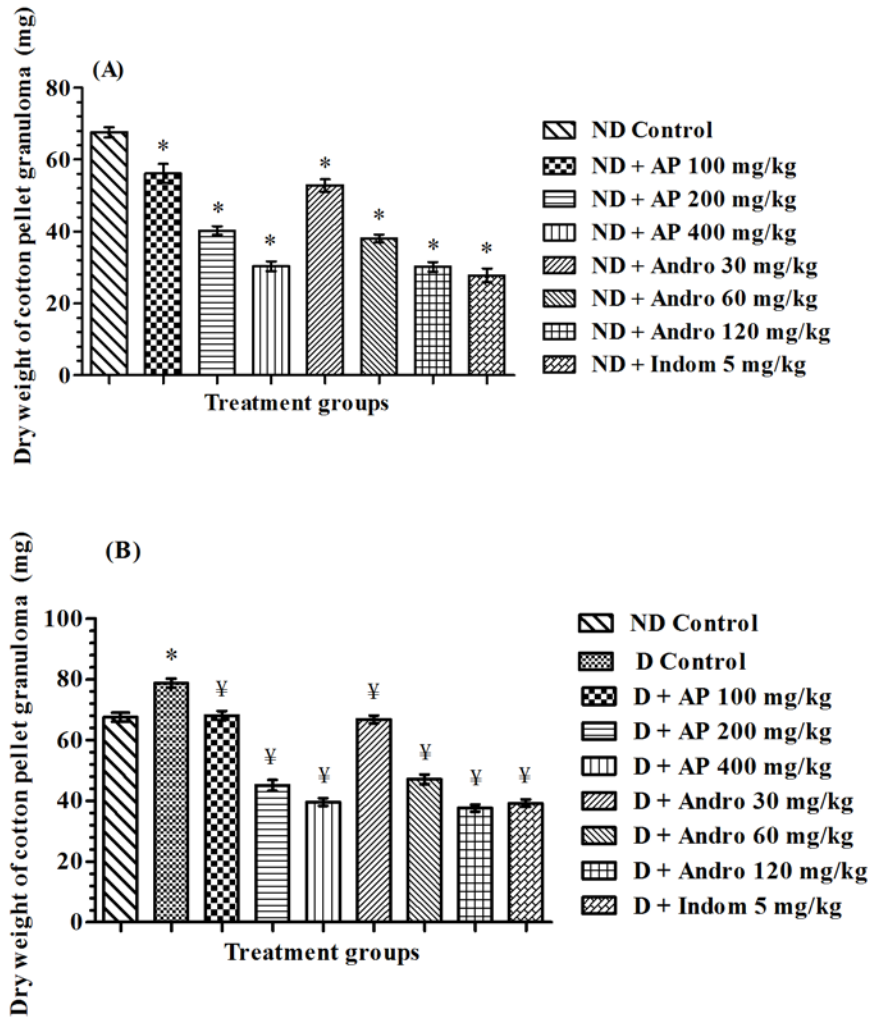 (A)
Dry weight of cotton pellet granuloma (mg)
80
60
40
20
0
*
*
*
*
*
*
*
Treatment groups
ND Control
ND + AP 100 mg/kg
ND + AP 200 mg/kg
ND + AP 400 mg/kg
ND + Andro 30 mg/kg
ND + Andro 60 mg/kg
ND + Andro 120 mg/kg
ND + Indom 5 mg/kg
(B)
Dry weight of cotton pellet granuloma (mg)
100
80
60
40
20
0
*
¥
¥
¥
¥
¥
¥
¥
Treatment groups
ND Control
D Control
D + AP 100 mg/kg
D + AP 200 mg/kg
D + AP 400 mg/kg
D + Andro 30 mg/kg
D + Andro 60 mg/kg
D + Andro 120 mg/kg
D + Indom 5 mg/kg